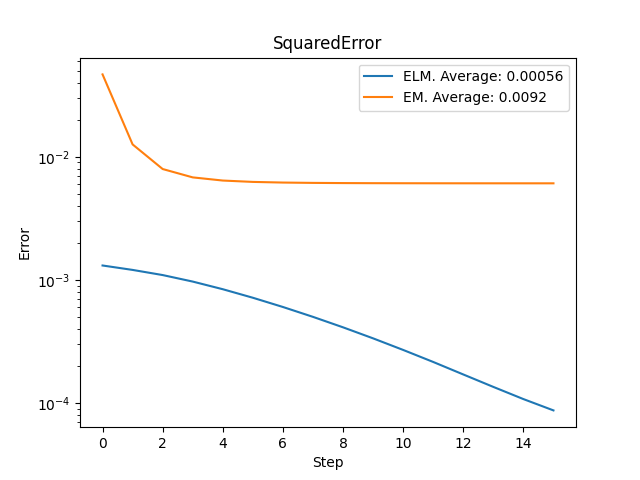 SquaredError
ELM. Average: 0.00056
EM. Average: 0.0092
10⁻²
10⁻³
10⁻⁴
Error
0 2 4 6 8 10 12 14
Step